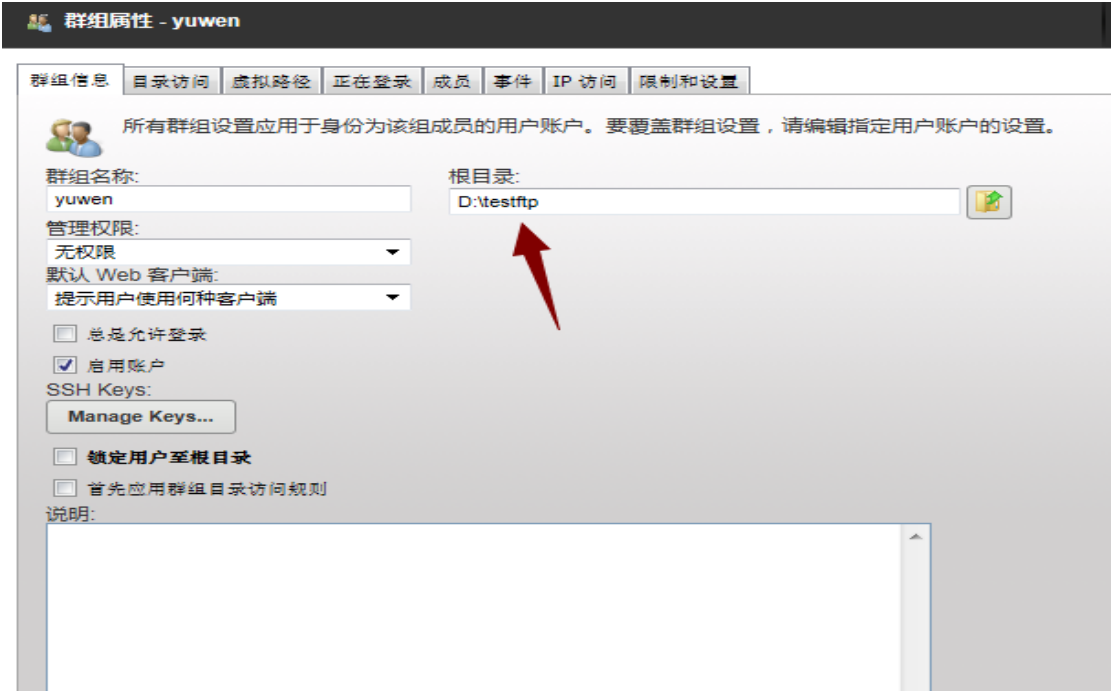 群组属性 - yuwen
群组信息 目录访问 虚拟路径 正在登录 成员 事件 IP 访问 限制和设置
所有群组设置应用于身份为该组成员的用户账户。要覆盖群组设置，请编辑指定用户账户的设置。
群组名称: 根目录:
yuwen D:\testftp
管理权限:
无权限
默认 Web 客户端:
提示用户使用何种客户端
总是允许登录
启用账户
SSH Keys:
Manage Keys...
锁定用户至根目录
首先应用群组目录访问规则
说明: